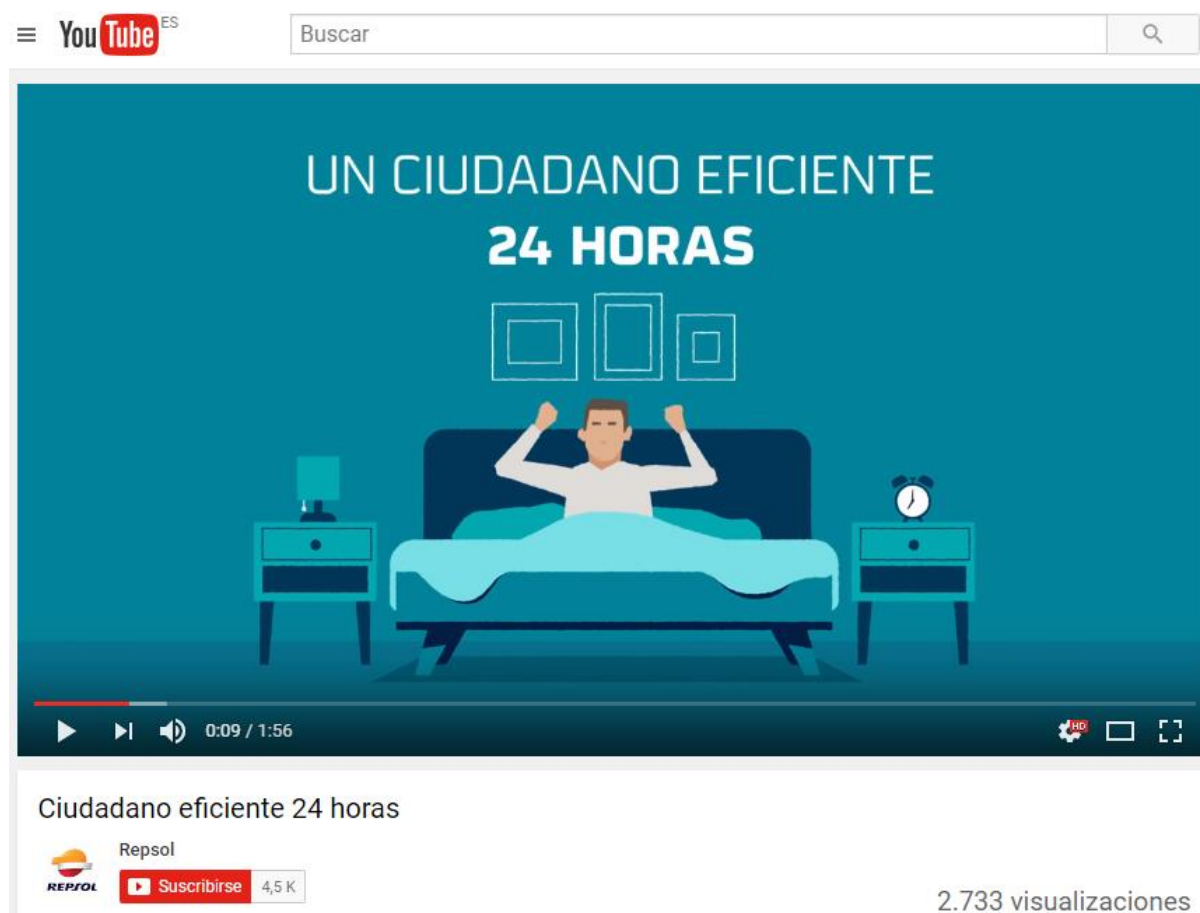 YouTube ES
Buscar
UN CIUDADANO EFICIENTE
24 HORAS
0:09 / 1:56
HD
Ciudadano eficiente 24 horas
Repsol
REPSOL
Suscribirse 4,5 K
2.733 visualizaciones